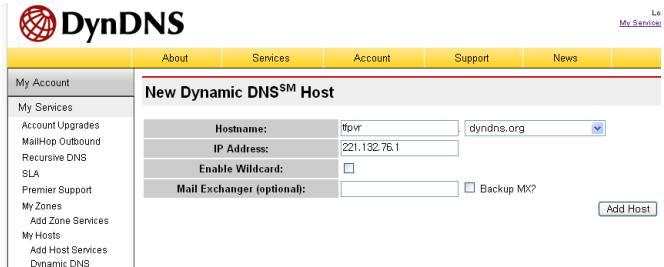 DynDNS
Lo
My Services
About Services Account Support News
My Account
My Services
Account Upgrades
MailHop Outbound
Recursive DNS
SLA
Premier Support
My Zones
Add Zone Services
My Hosts
Add Host Services
Dynamic DNS
New Dynamic DNS SM Host
Hostname: tfpvr . dyndns.org
IP Address: 221.132.76.1
Enable Wildcard:
Mail Exchanger (optional): Backup MX?
Add Host